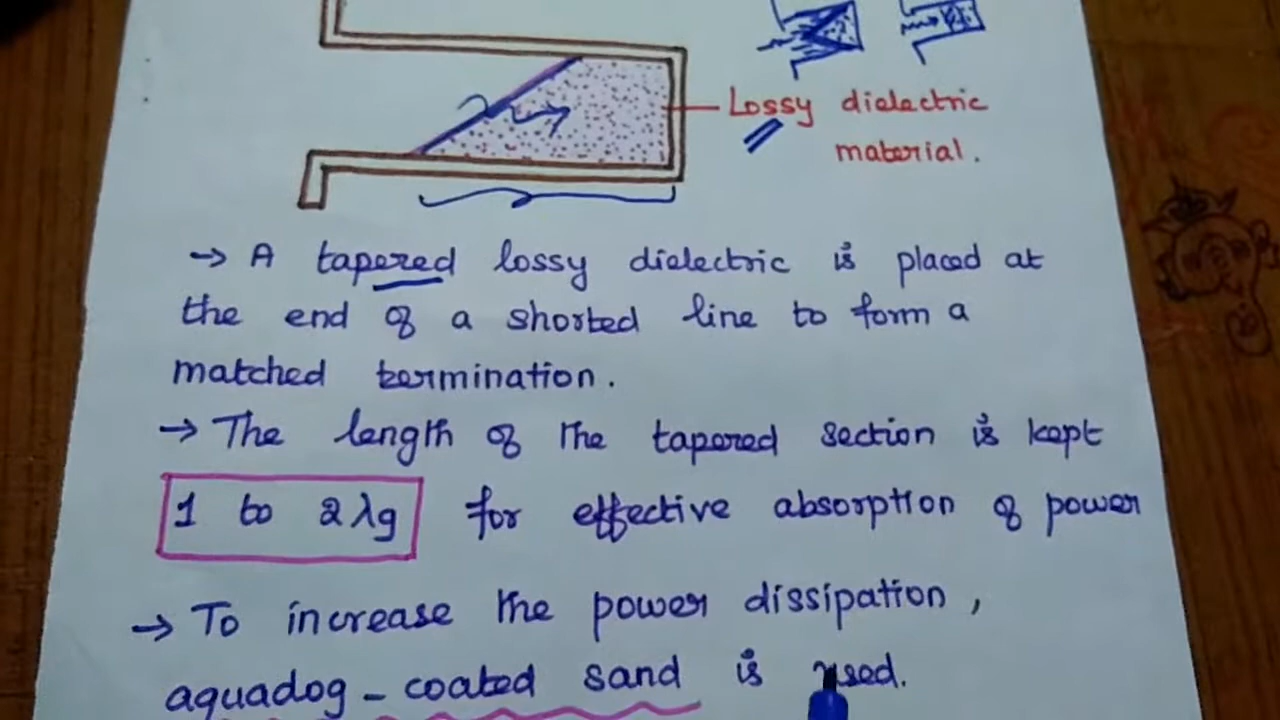 Lossy dielectric
material.
→ A tapered lossy dielectric is placed at
the end of a shorted line to form a
matched termination.
→ The length of the tapered section is kept
1 to 2λg for effective absorption of power
→ To increase the power dissipation,
aquadog - coated sand is used.